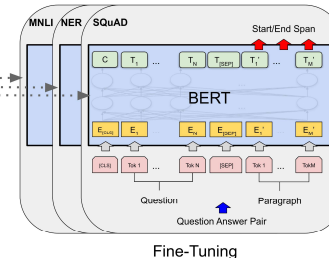 MNLI NER SQuAD
Start/End Span
C T1 ... TN T[SEP] T1' ... TM'
BERT
E[CLS] E1 ... EN E[SEP] E1' ... EM'
[CLS] Tok 1 ... Tok N [SEP] Tok 1 ... TokM
Question Paragraph
Question Answer Pair
Fine-Tuning